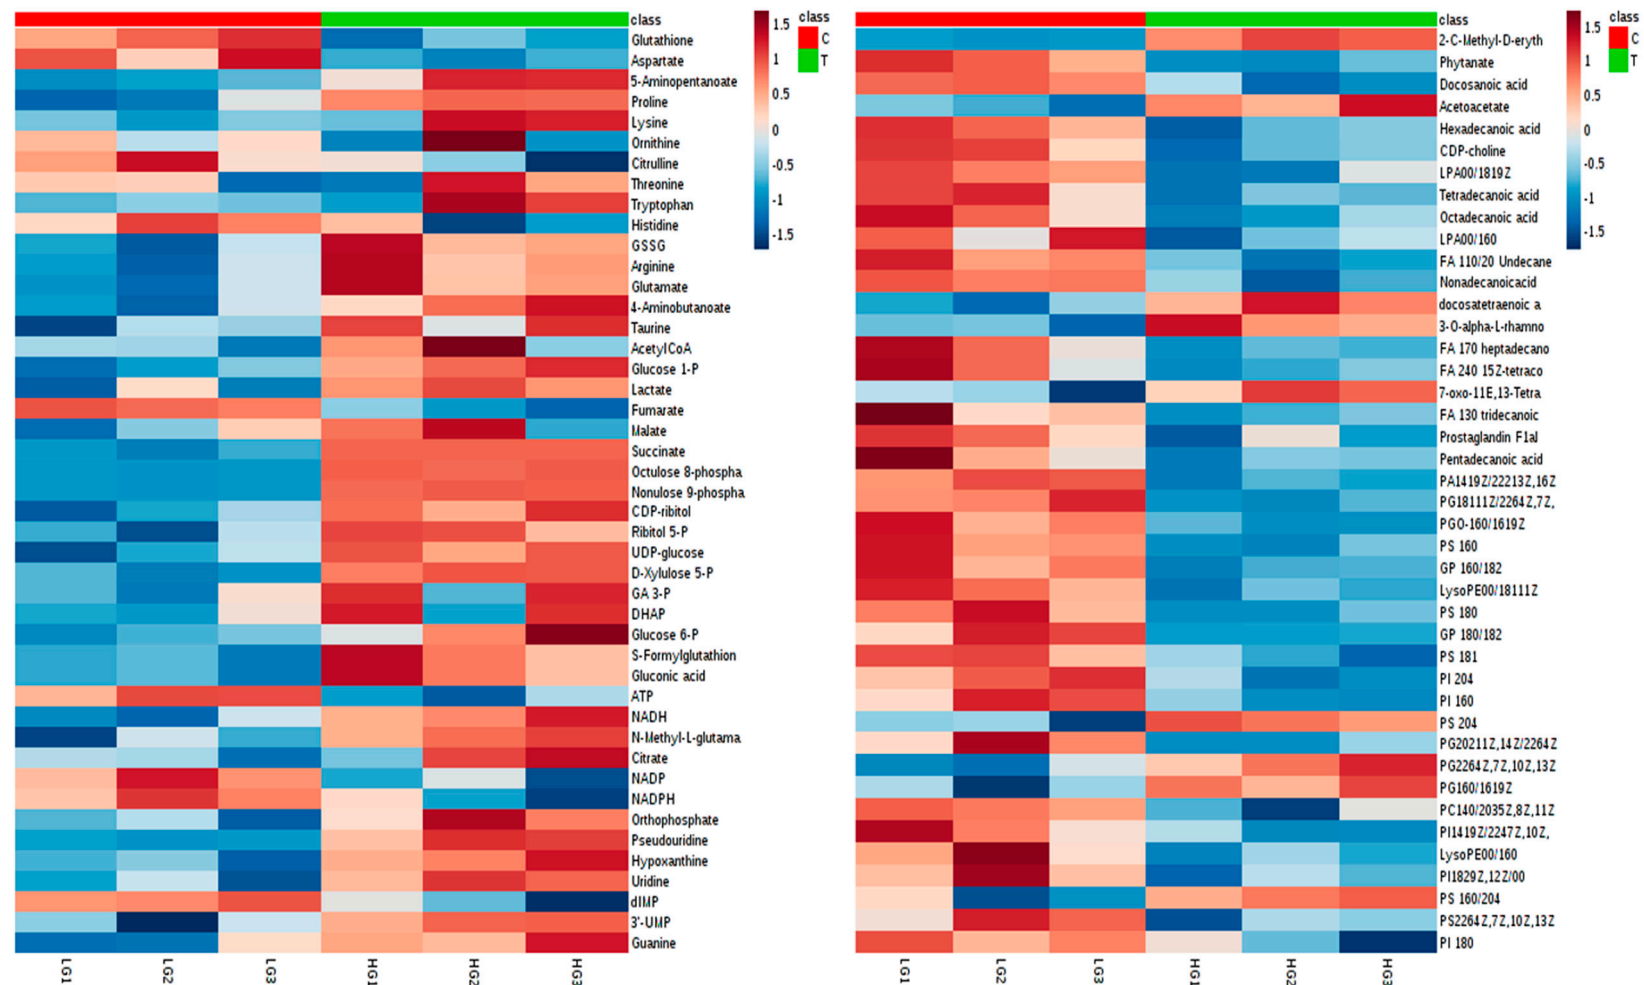 class
Glutathione
Aspartate
5-Aminopentanoate
Proline
Lysine
Ornithine
Citrulline
Threonine
Tryptophan
Histidine
GSSG
Arginine
Glutamate
4-Aminobutanoate
Taurine
AcetylCoA
Glucose 1-P
Lactate
Fumarate
Malate
Succinate
Octulose 8-phospha
Nonulose 9-phospha
CDP-ribitol
Ribitol 5-P
UDP-glucose
D-Xylulose 5-P
GA 3-P
DHAP
Glucose 6-P
S-Formylglutathion
Gluconic acid
ATP
NADH
N-Methyl-L-glutama
Citrate
NADP
NADPH
Orthophosphate
Pseudouridine
Hypoxanthine
Uridine
dIMP
3'-UMP
Guanine
LG1
LG2
LG3
HG1
HG2
HG3
1.5
1
0.5
0
-0.5
-1
-1.5
class
C
T
class
2-C-Methyl-D-eryth
Phytanate
Docosanoic acid
Acetoacetate
Hexadecanoic acid
CDP-choline
LPA00/1819Z
Tetradecanoic acid
Octadecanoic acid
LPA00/160
FA 110/20 Undecane
Nonadecanoicacid
docosatetraenoic a
3-O-alpha-L-rhamno
FA 170 heptadecano
FA 240 15Z-tetraco
7-oxo-11E,13-Tetra
FA 130 tridecanoic
Prostaglandin F1al
Pentadecanoic acid
PA1419Z/22213Z,16Z
PG18111Z/2264Z,7Z,
PGO-160/1619Z
PS 160
GP 160/182
LysoPE00/18111Z
PS 180
GP 180/182
PS 181
PI 204
PI 160
PS 204
PG20211Z,14Z/2264Z
PG2264Z,7Z,10Z,13Z
PG160/1619Z
PC140/2035Z,8Z,11Z
PI1419Z/2247Z,10Z,
LysoPE00/160
PI1829Z,12Z/00
PS 160/204
PS2264Z,7Z,10Z,13Z
PI 180
LG1
LG2
LG3
HG1
HG2
HG3
1.5
1
0.5
0
-0.5
-1
-1.5
class
C
T